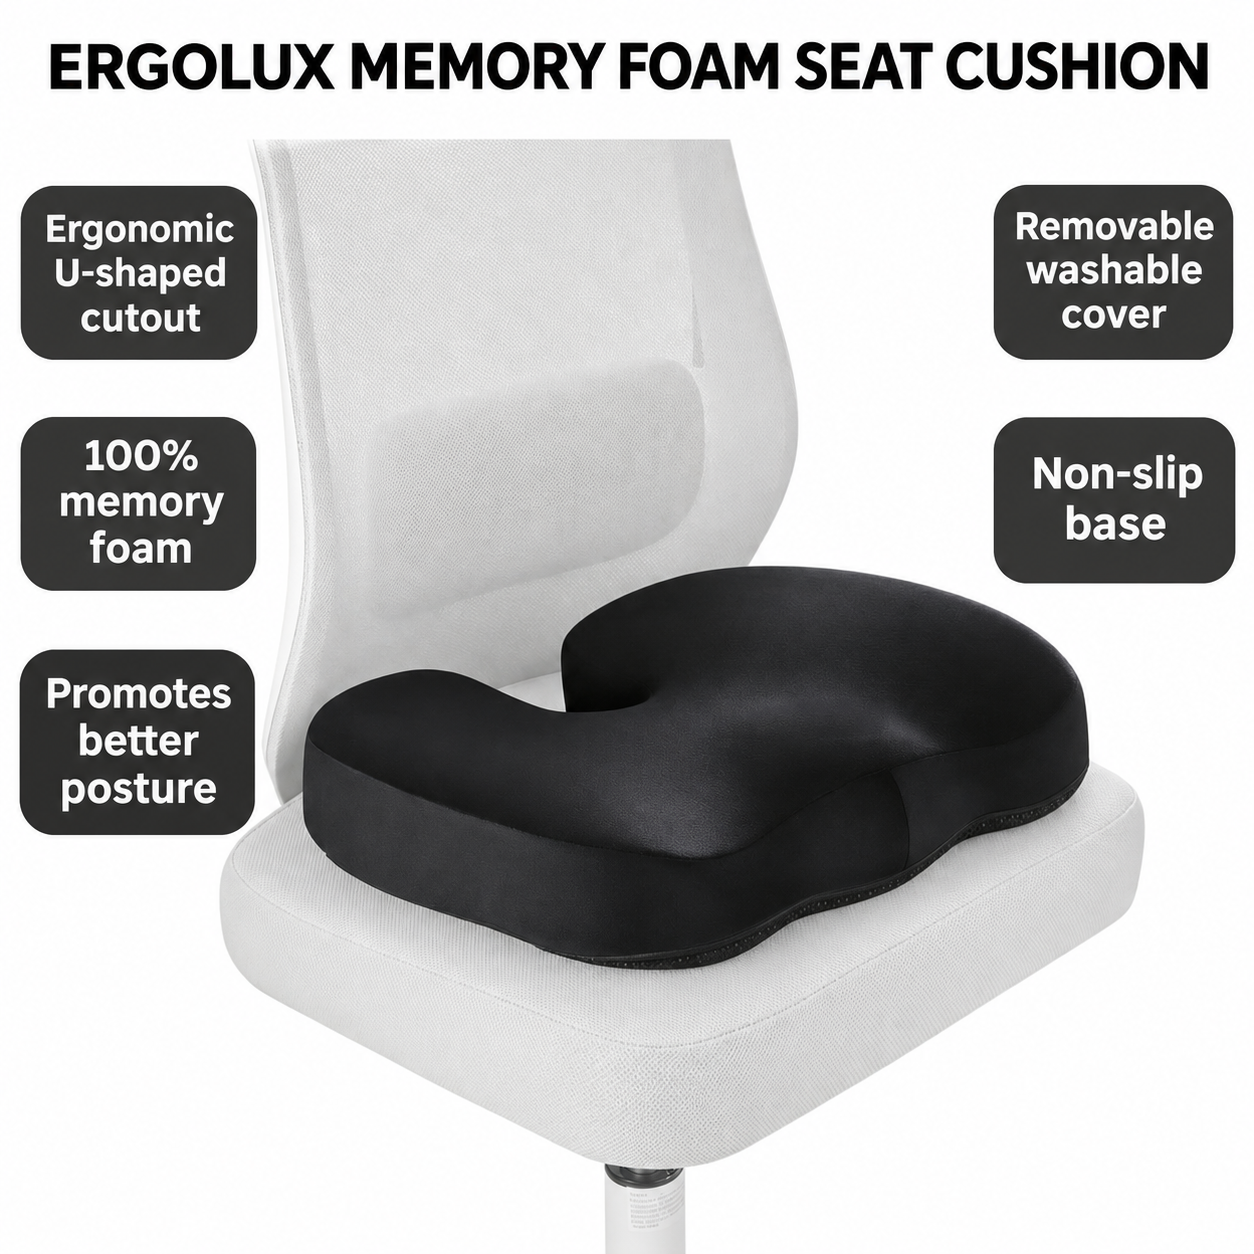 ERGOLUX MEMORY FOAM SEAT CUSHION
Ergonomic
U-shaped
cutout
100%
memory
foam
Promotes
better
posture
Removable
washable
cover
Non-slip
base